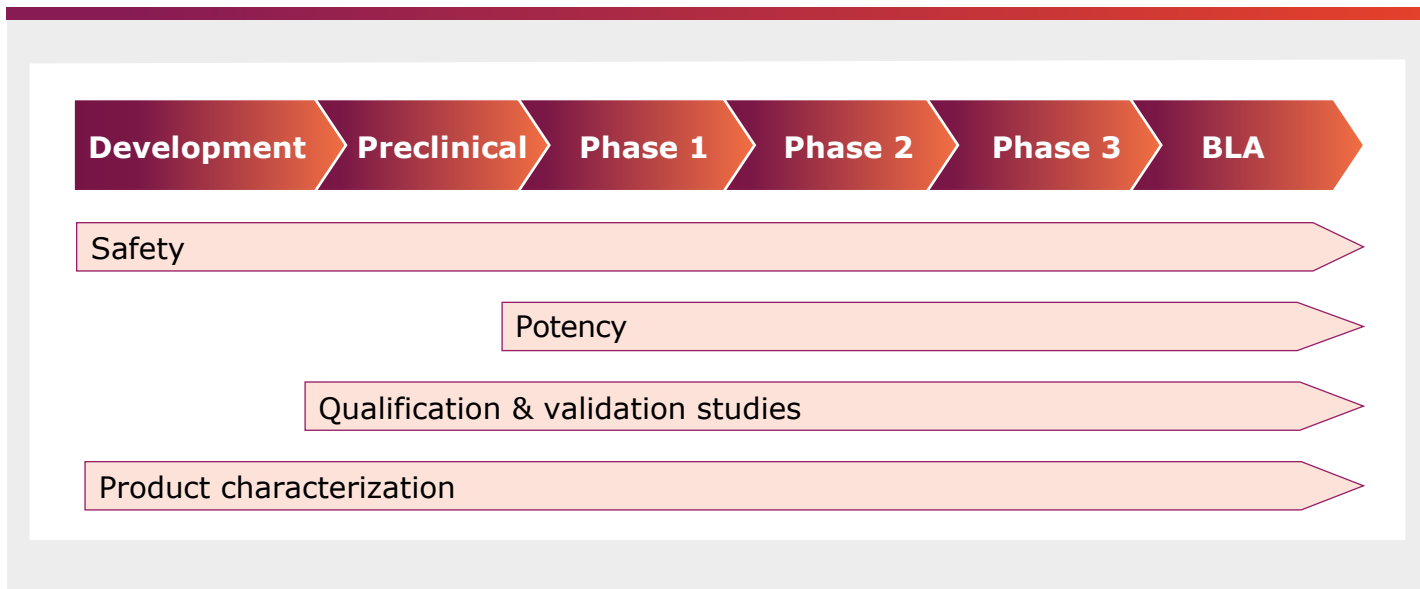 Development Preclinical Phase 1 Phase 2 Phase 3 BLA
Safety
Potency
Qualification & validation studies
Product characterization